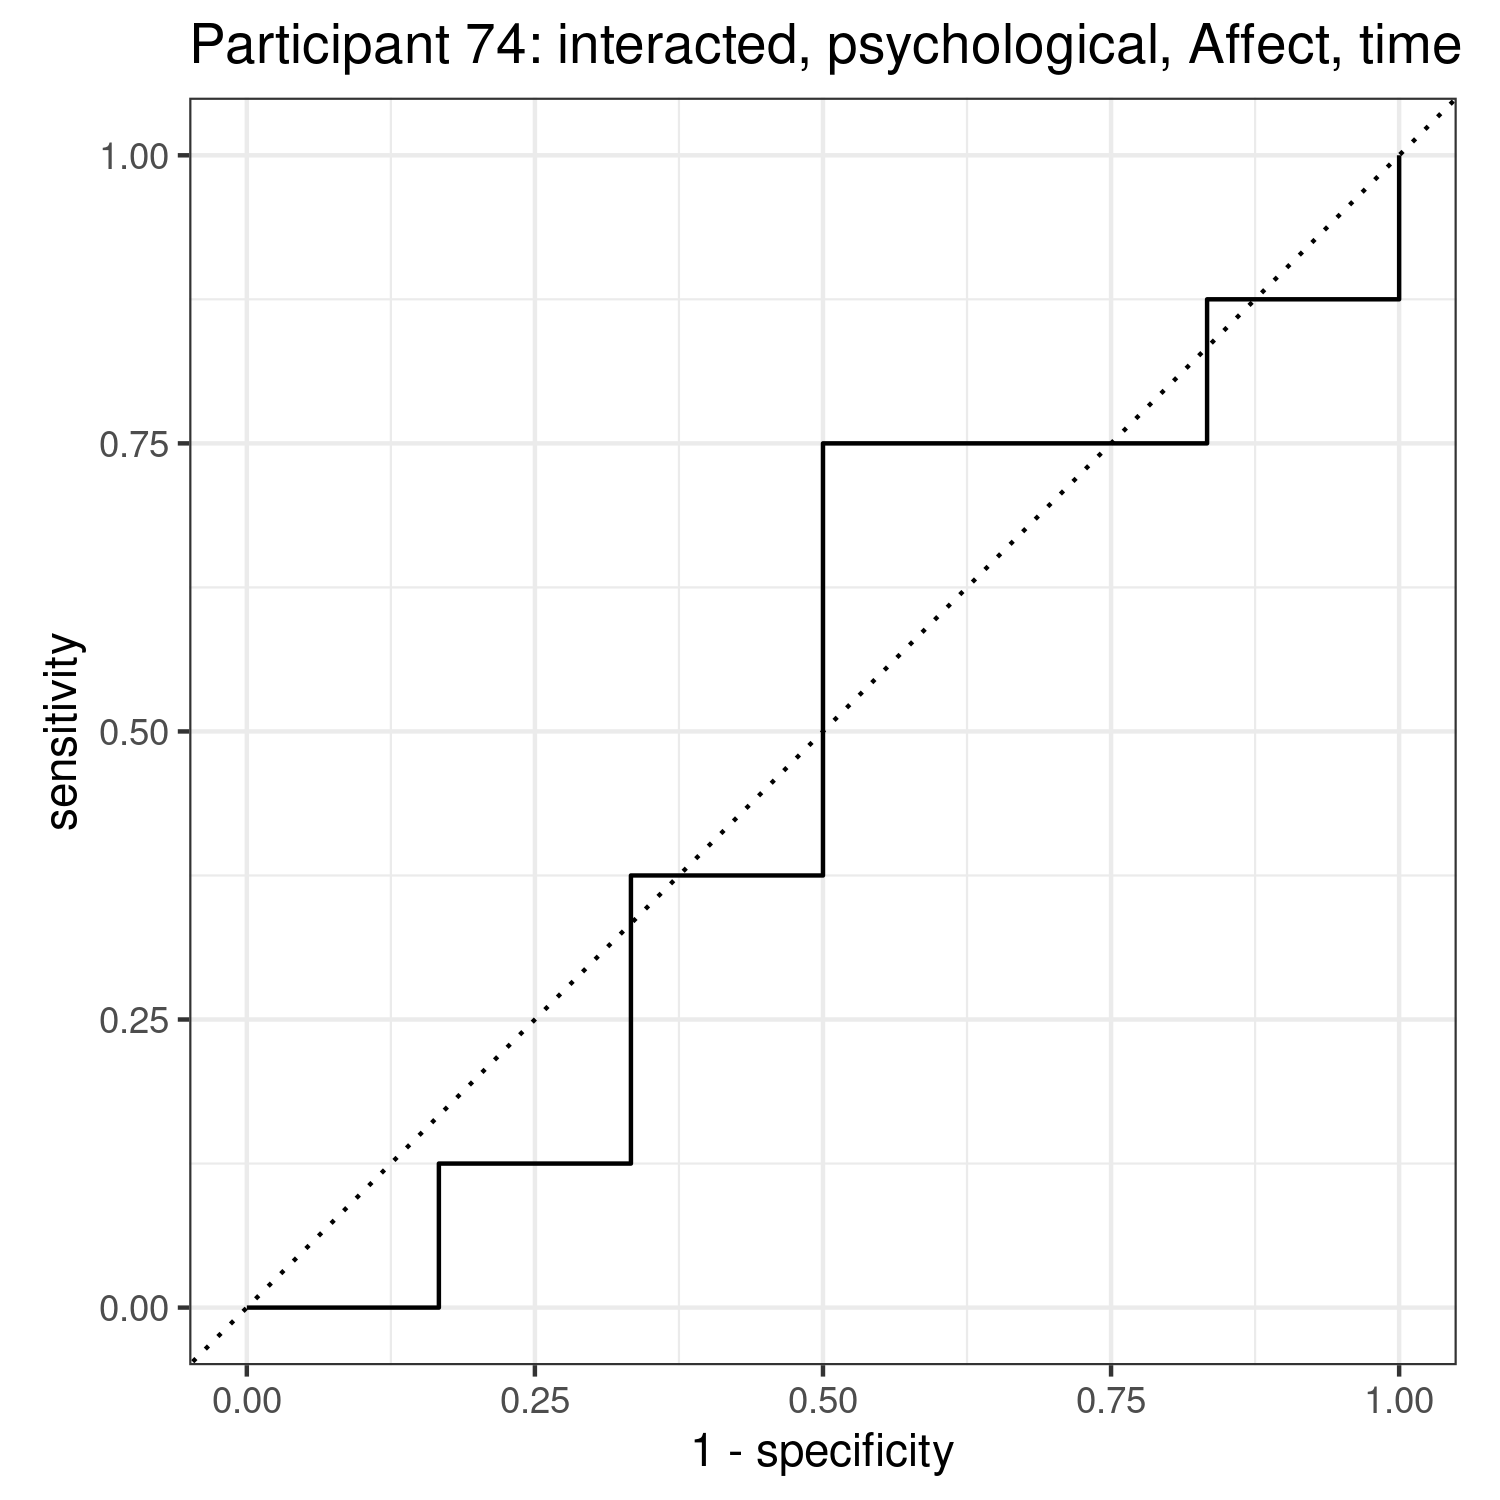 Participant 74: interacted, psychological, Affect, time
1.00
0.75
0.50
0.25
0.00
sensitivity
0.00 0.25 0.50 0.75 1.00
1 - specificity